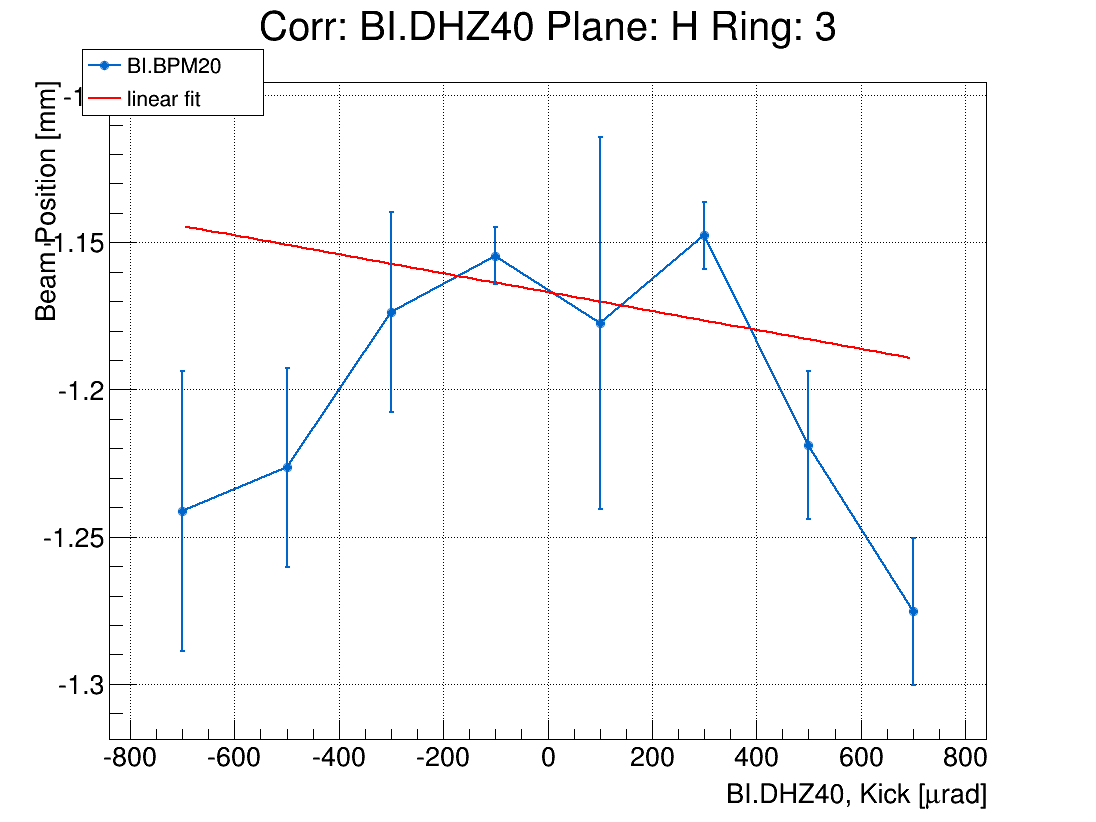 Corr: BI.DHZ40 Plane: H Ring: 3
BI.BPM20
linear fit
Beam Position [mm]
-1
-1.15
-1.2
-1.25
-1.3
-800 -600 -400 -200 0 200 400 600 800
BI.DHZ40, Kick [μrad]